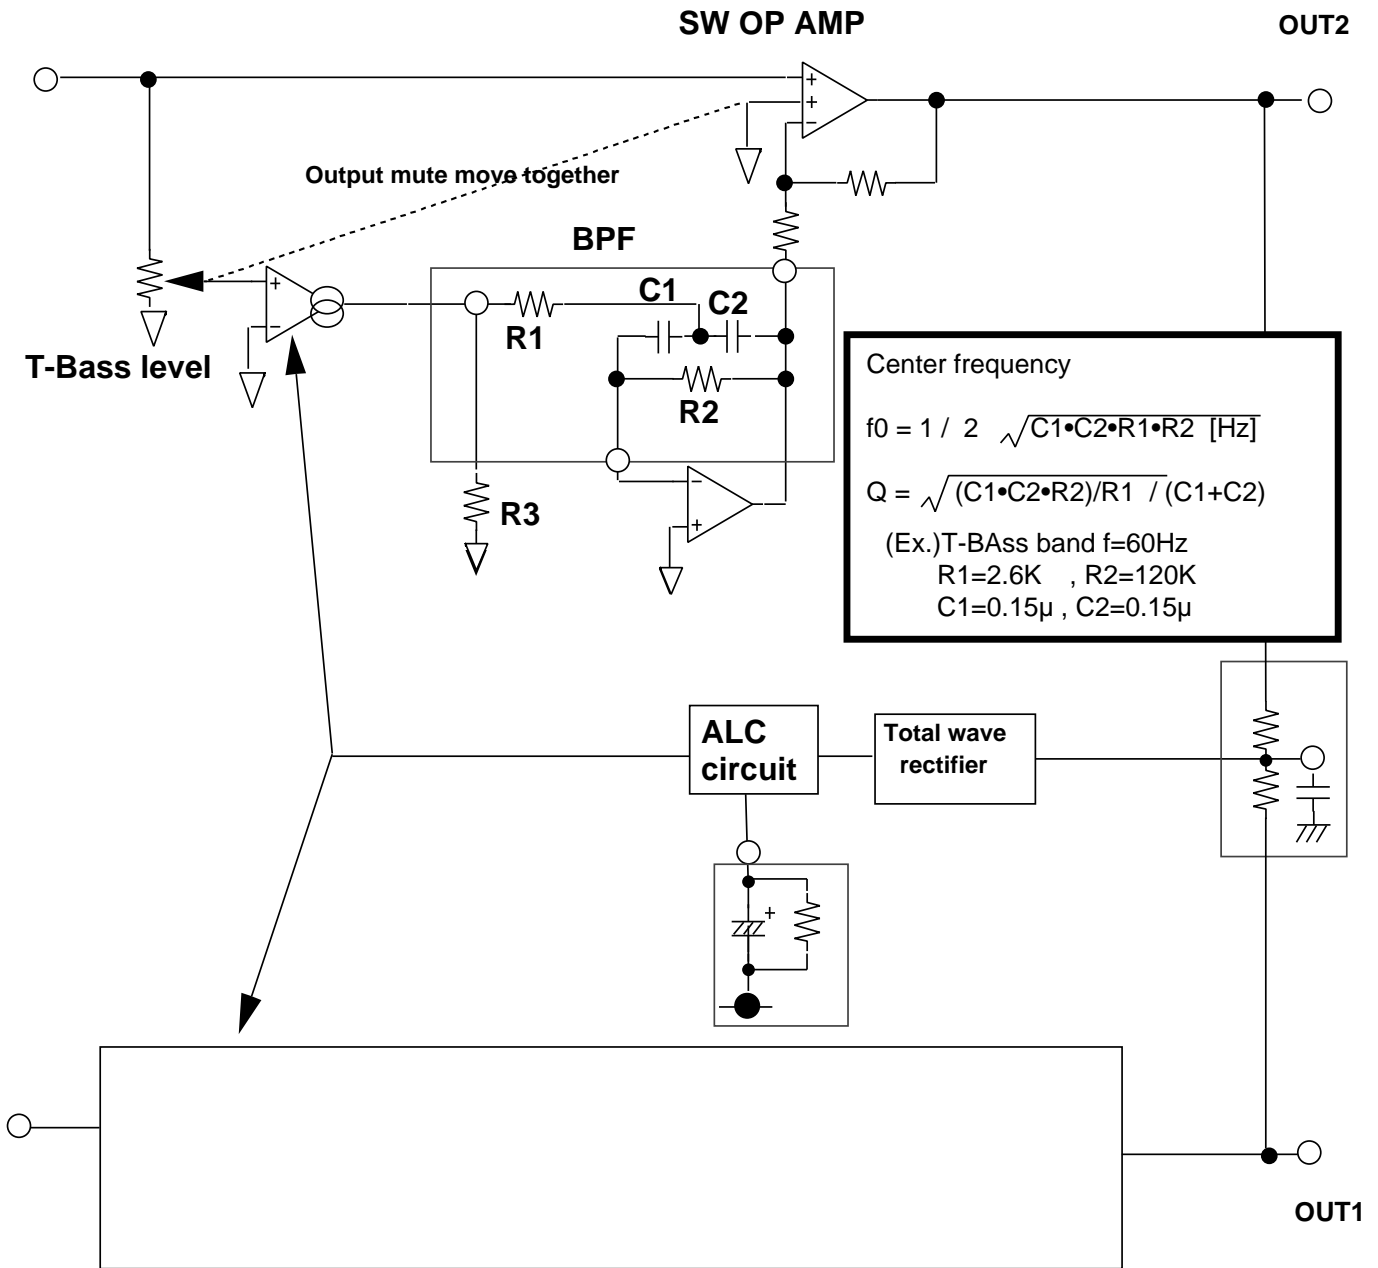 SW OP AMP
OUT2
+
+
−
Output mute move together
BPF
+
−
C1
C2
R1
T-Bass level
R2
R3
−
+
Center frequency
f0 = 1 / 2 √C1•C2•R1•R2 [Hz]
Q = √(C1•C2•R2)/R1 / (C1+C2)
(Ex.)T-BAss band f=60Hz
R1=2.6K , R2=120K
C1=0.15µ , C2=0.15µ
ALC
circuit
Total wave
rectifier
+
OUT1